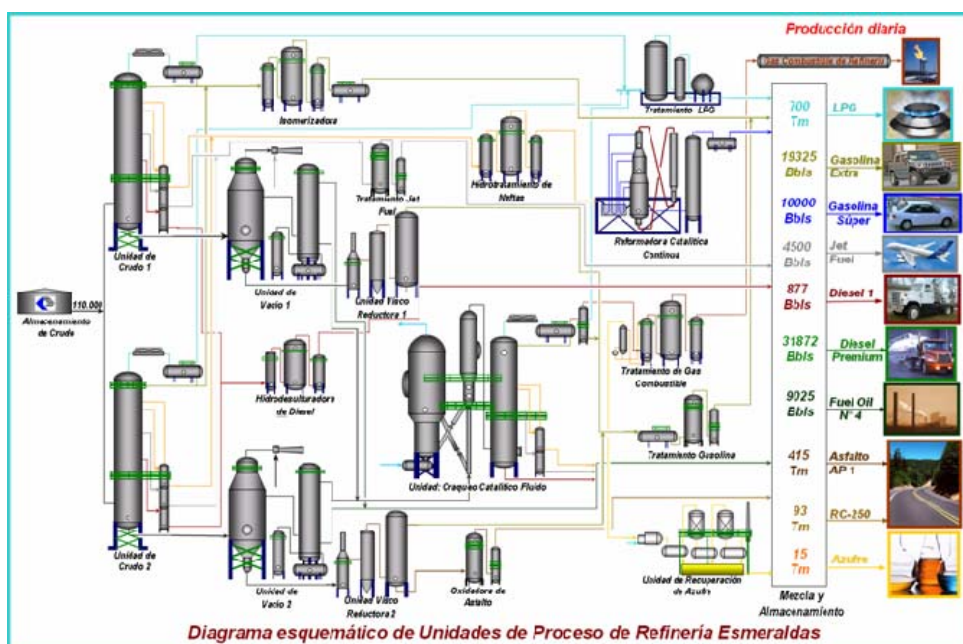 Producción diaria
Gas Combustible de Refinería
Isomerizadora
Tratamiento LPG
700
Tm
LPG
19325
Bbls
Gasolina
Extra
Tratamiento Jet
Fuel
Hidrotratamiento de
Naftas
10000
Bbls
Gasolina
Súper
Unidad de
Crudo 1
Reformadora Catalítica
Continua
4500
Bbls
Jet
Fuel
110.000
Almacenamiento
de Crudo
Unidad de
Vacío 1
Unidad Visco
Reductora 1
877
Bbls
Diesel 1
31872
Bbls
Diesel
Premium
Hidrodesulfuradora
de Diesel
Tratamiento de Gas
Combustible
9025
Bbls
Fuel Oil
N° 4
Tratamiento Gasolina
Unidad: Craqueo Catalítico Fluido
415
Tm
Asfalto
AP 1
93
Tm
RC-250
Unidad de
Crudo 2
Unidad de
Vacío 2
Unidad Visco
Reductora 2
Oxidadora de
Asfalto
Unidad de Recuperación
de Azufre
15
Tm
Azufre
Mezcla y
Almacenamiento
Diagrama esquemático de Unidades de Proceso de Refinería Esmeraldas